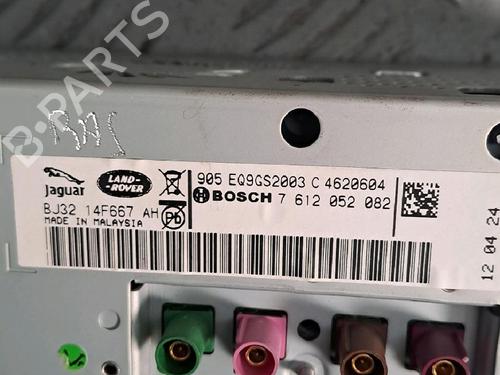 B-PARTS
905 EQ9GS2003 C 4620604
JAGUAR
LAND-
ROVER
BOSCH 7 612 052 082
BJ32 14F667 AH
Pb
MADE IN MALAYSIA
12 04 24